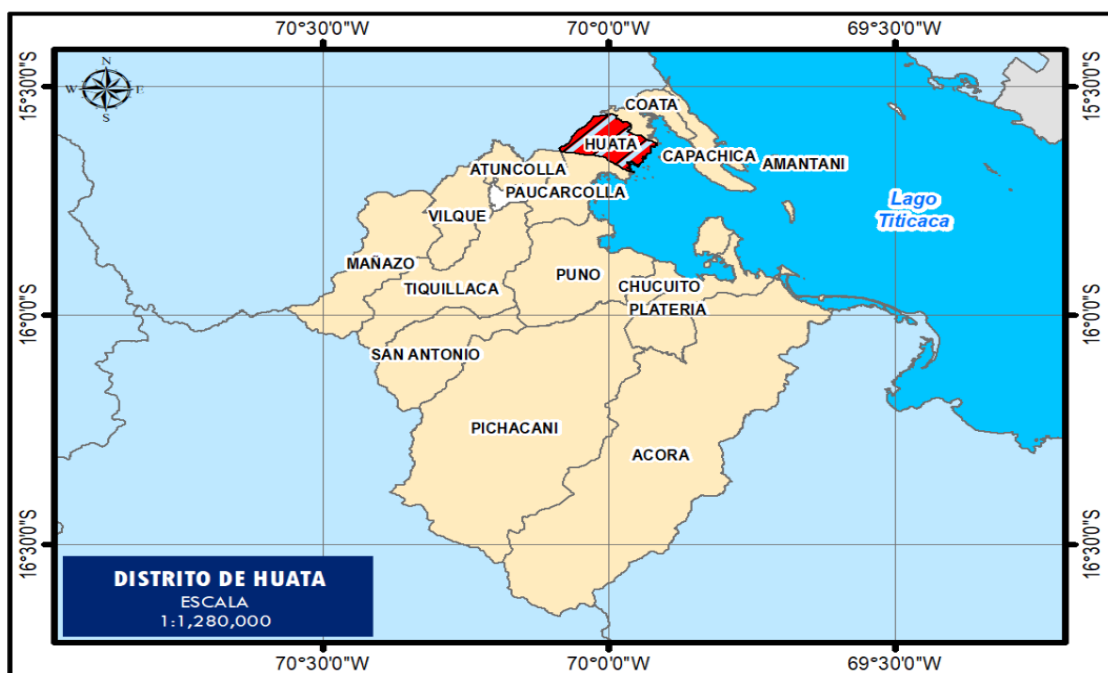 70°30'0"W 70°0'0"W 69°30'0"W
N
W E
S
15°30'0"S 15°30'0"S
COATA
HUATA
CAPACHICA
AMANTANI
ATUNCOLLA
PAUCARCOLLA
Lago
Titicaca
VILQUE
MAÑAZO
PUNO
TIQUILLACA
CHUCUITO
PLATERIA
16°0'0"S 16°0'0"S
SAN ANTONIO
PICHACANI
ACORA
16°30'0"S 16°30'0"S
DISTRITO DE HUATA
ESCALA
1:1,280,000
70°30'0"W 70°0'0"W 69°30'0"W